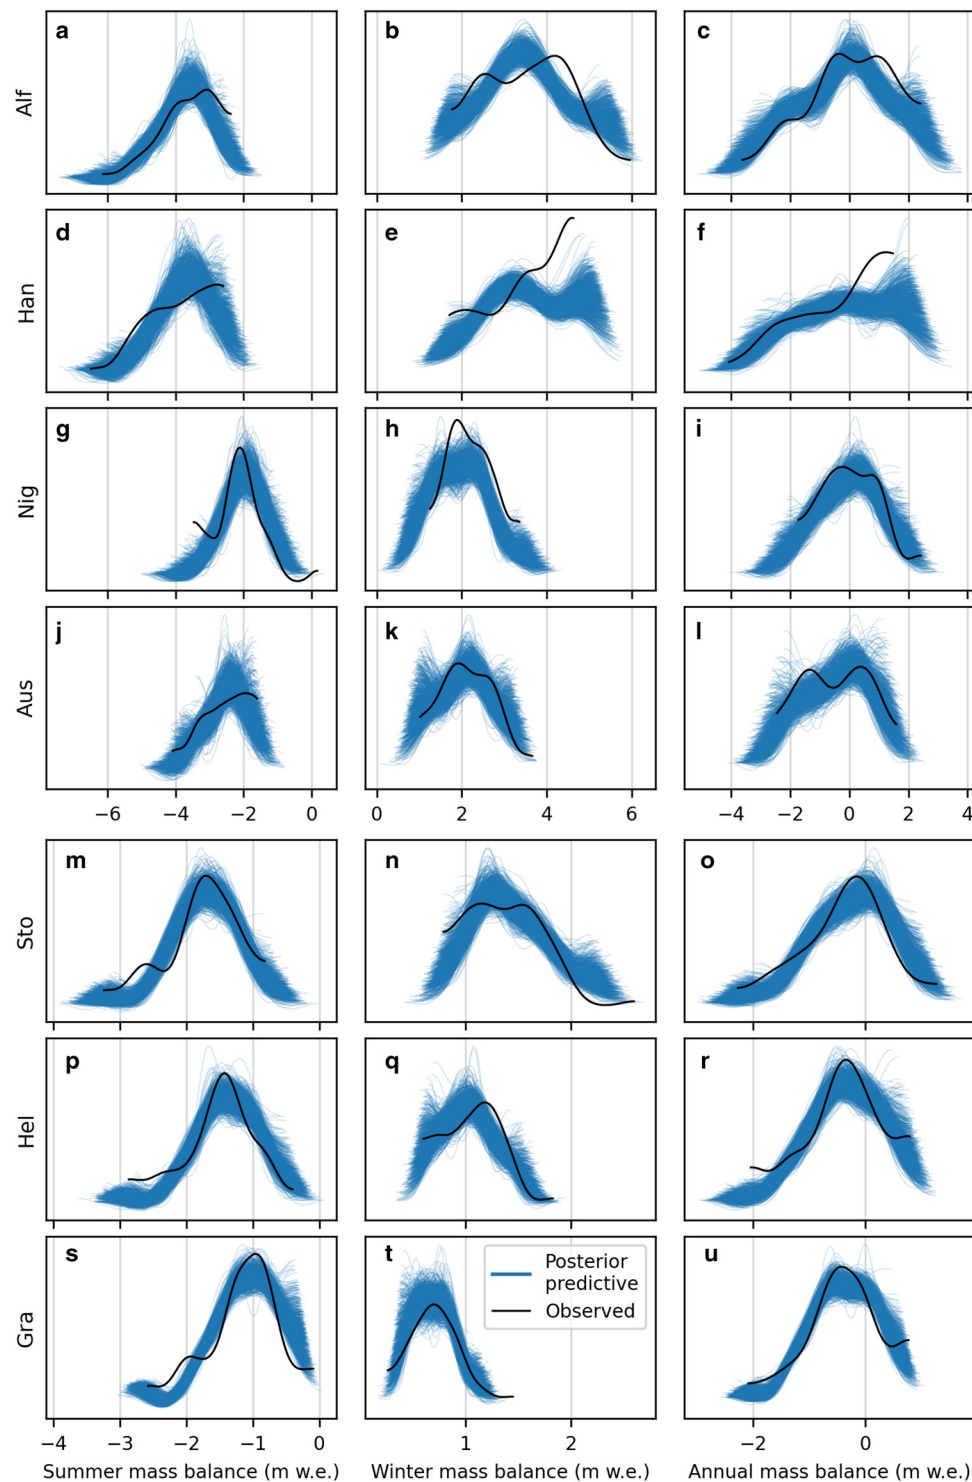 a
b
c
Alf
d
e
f
Han
g
h
i
Nig
j
k
l
Aus
−6 −4 −2 0
0 2 4 6
−4 −2 0 2 4
m
n
o
Sto
p
q
r
Hel
s
t
u
Posterior
predictive
Observed
Gra
−4 −3 −2 −1 0
1 2
−2 0
Summer mass balance (m w.e.)
Winter mass balance (m w.e.)
Annual mass balance (m w.e.)